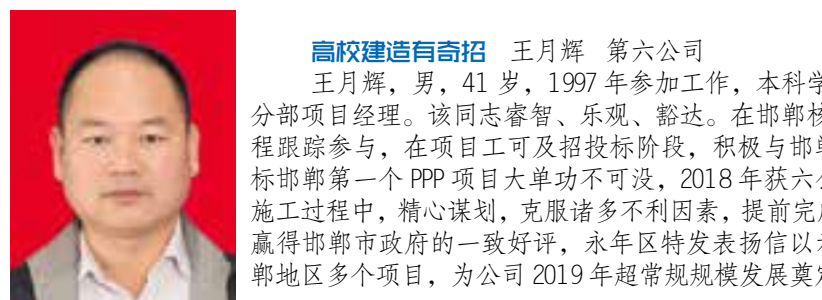 高校建造有奇招 王月辉 第六公司
王月辉，男，41 岁，1997 年参加工作，本科学
分部项目经理。该同志睿智、乐观、豁达。在邯郸校
程跟踪参与，在项目工可及招投标阶段，积极与邯郸
标邯郸第一个 PPP 项目大单功不可没，2018 年获六公
施工过程中，精心谋划，克服诸多不利因素，提前完成
赢得邯郸市政府的一致好评，永年区特发表扬信以示
郸地区多个项目，为公司 2019 年超常规规模发展奠定